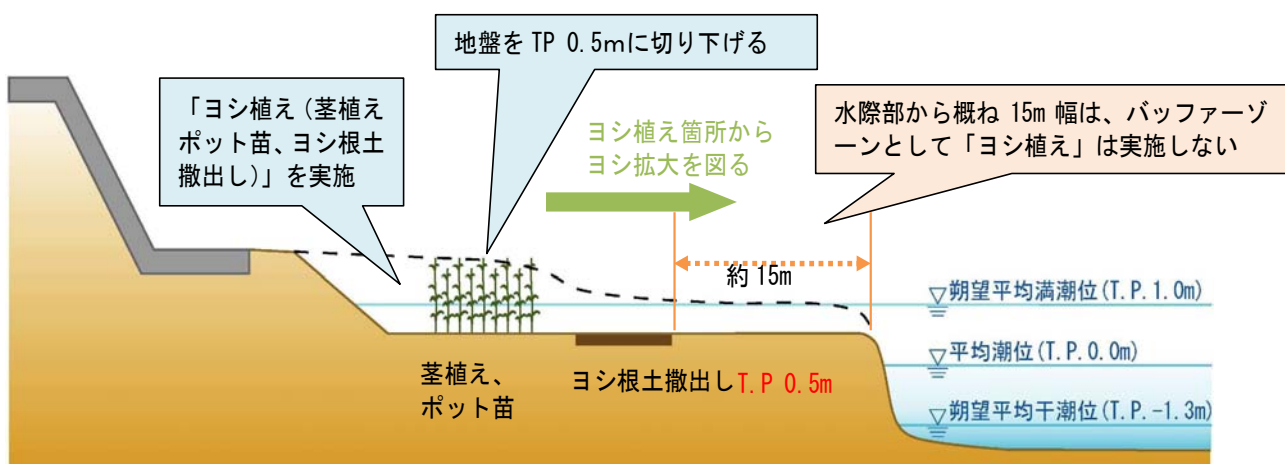 地盤を TP 0.5mに切り下げる
「ヨシ植え(茎植え
ポット苗、ヨシ根土
撒出し)」を実施
ヨシ植え箇所から
ヨシ拡大を図る
水際部から概ね 15m 幅は、バッファーゾ
ーンとして「ヨシ植え」は実施しない
約 15m
▽朔望平均満潮位(T.P.1.0m)
▽平均潮位(T.P.0.0m)
▽朔望平均干潮位(T.P.-1.3m)
茎植え、
ポット苗
ヨシ根土撒出し T.P 0.5m